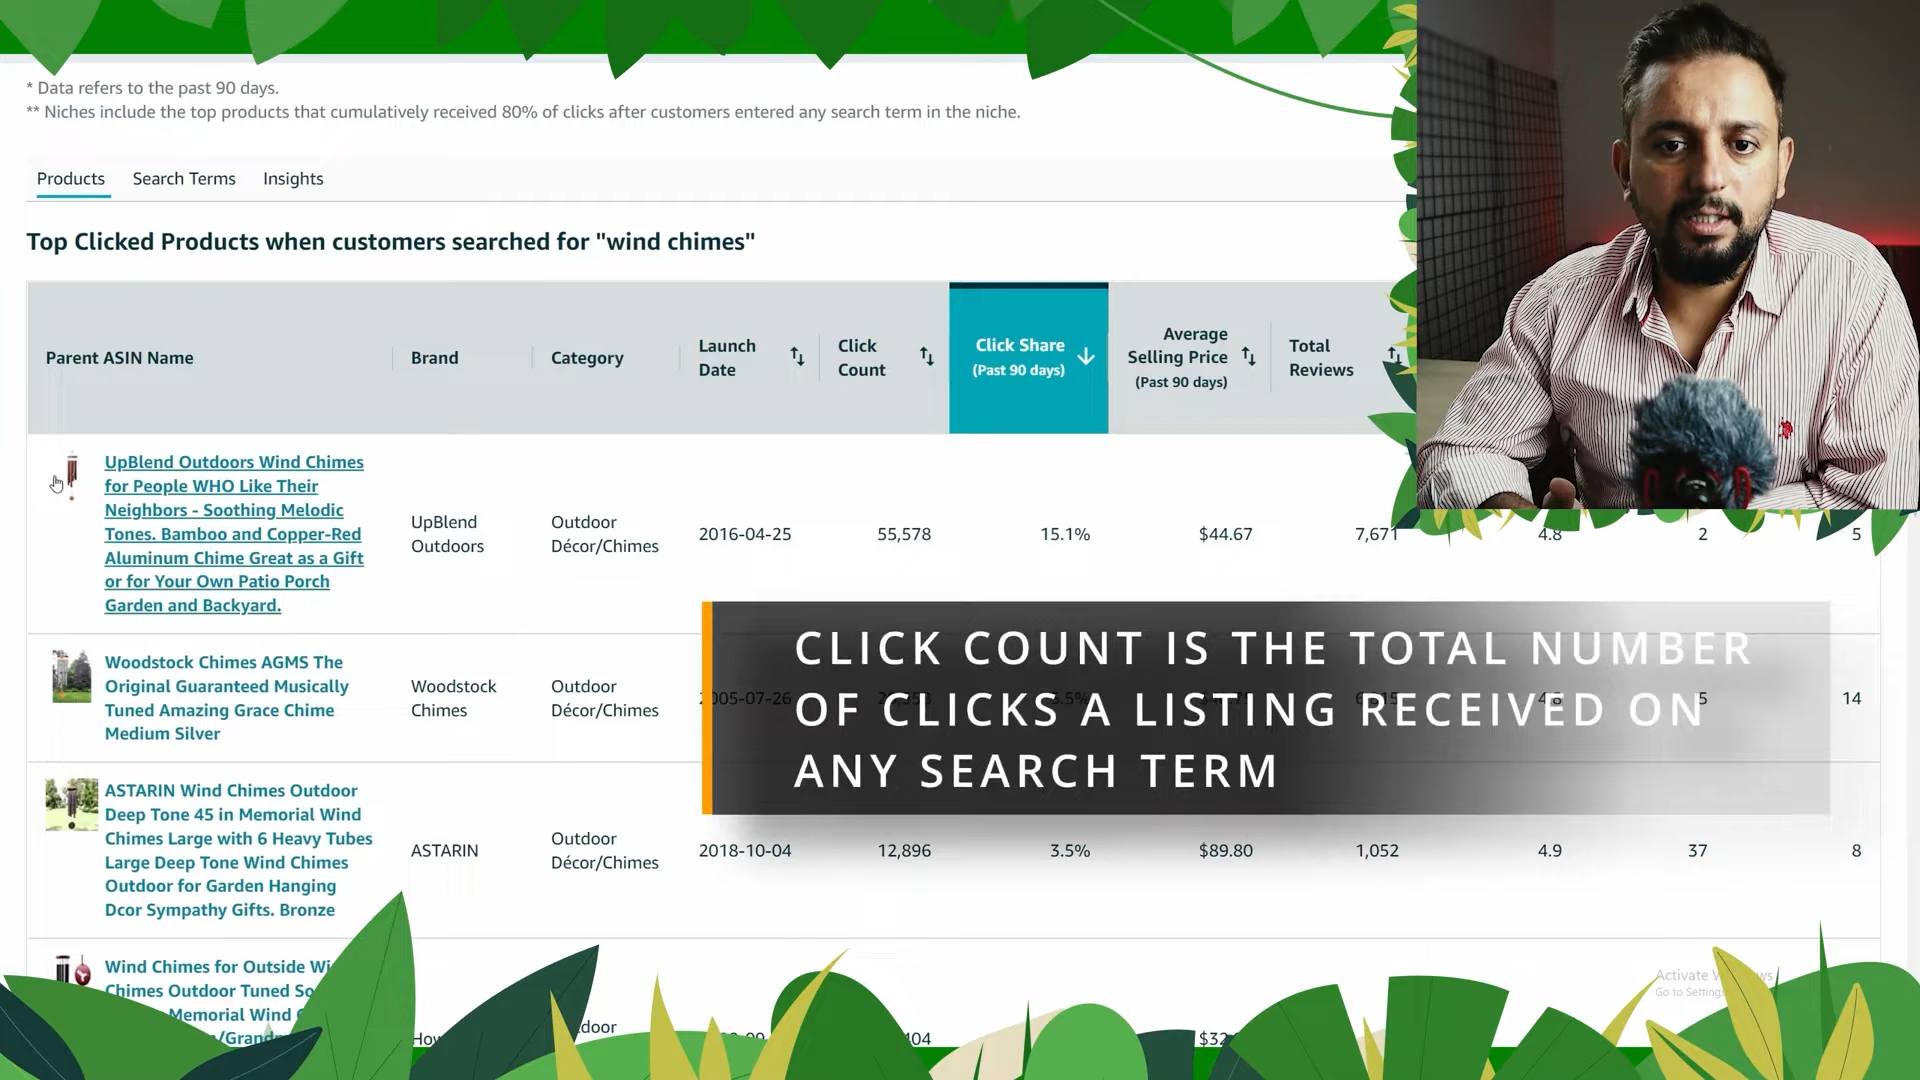 * Data refers to the past 90 days.
** Niches include the top products that cumulatively received 80% of clicks after customers entered any search term in the niche.
Products Search Terms Insights
Top Clicked Products when customers searched for "wind chimes"
Parent ASIN Name
Brand
Category
Launch
Date
Click
Count
Click Share
(Past 90 days)
Average
Selling Price
(Past 90 days)
Total
Reviews
UpBlend Outdoors Wind Chimes
for People WHO Like Their
Neighbors - Soothing Melodic
Tones. Bamboo and Copper-Red
Aluminum Chime Great as a Gift
or for Your Own Patio Porch
Garden and Backyard.
UpBlend
Outdoors
Outdoor
Décor/Chimes
2016-04-25 55,578 15.1% $44.67 7,671 4.8 2 5
CLICK COUNT IS THE TOTAL NUMBER
OF CLICKS A LISTING RECEIVED ON
ANY SEARCH TERM
Woodstock Chimes AGMS The
Original Guaranteed Musically
Tuned Amazing Grace Chime
Medium Silver
Woodstock
Chimes
Outdoor
Décor/Chimes
2005-07-26 5 14
ASTARIN Wind Chimes Outdoor
Deep Tone 45 in Memorial Wind
Chimes Large with 6 Heavy Tubes
Large Deep Tone Wind Chimes
Outdoor for Garden Hanging
Dcor Sympathy Gifts. Bronze
ASTARIN
Outdoor
Décor/Chimes
2018-10-04 12,896 3.5% $89.80 1,052 4.9 37 8
Wind Chimes for Outside
Chimes Outdoor Tuned
Memorial Wind
Activate
Go to